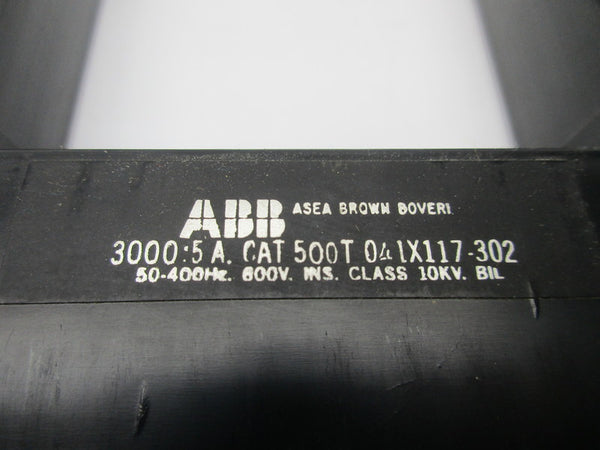 ABB ASEA BROWN BOVERI
3000:5 A. CAT 500T 041X117-302
50-400Hz. 600V. INS. CLASS 10KV. BIL